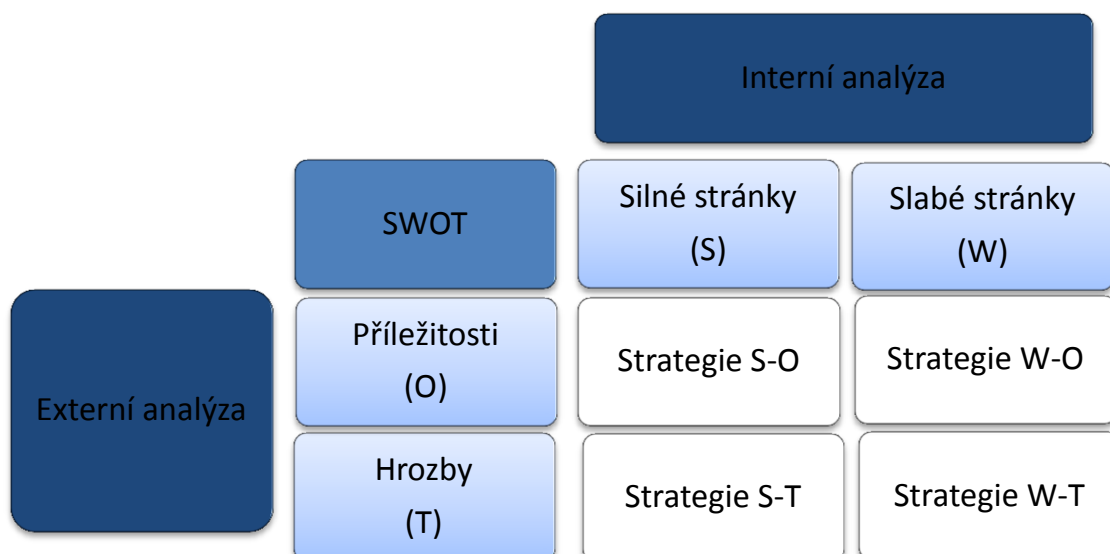 Interní analýza
SWOT
Silné stránky
(S)
Slabé stránky
(W)
Externí analýza
Příležitosti
(O)
Strategie S-O
Strategie W-O
Hrozby
(T)
Strategie S-T
Strategie W-T